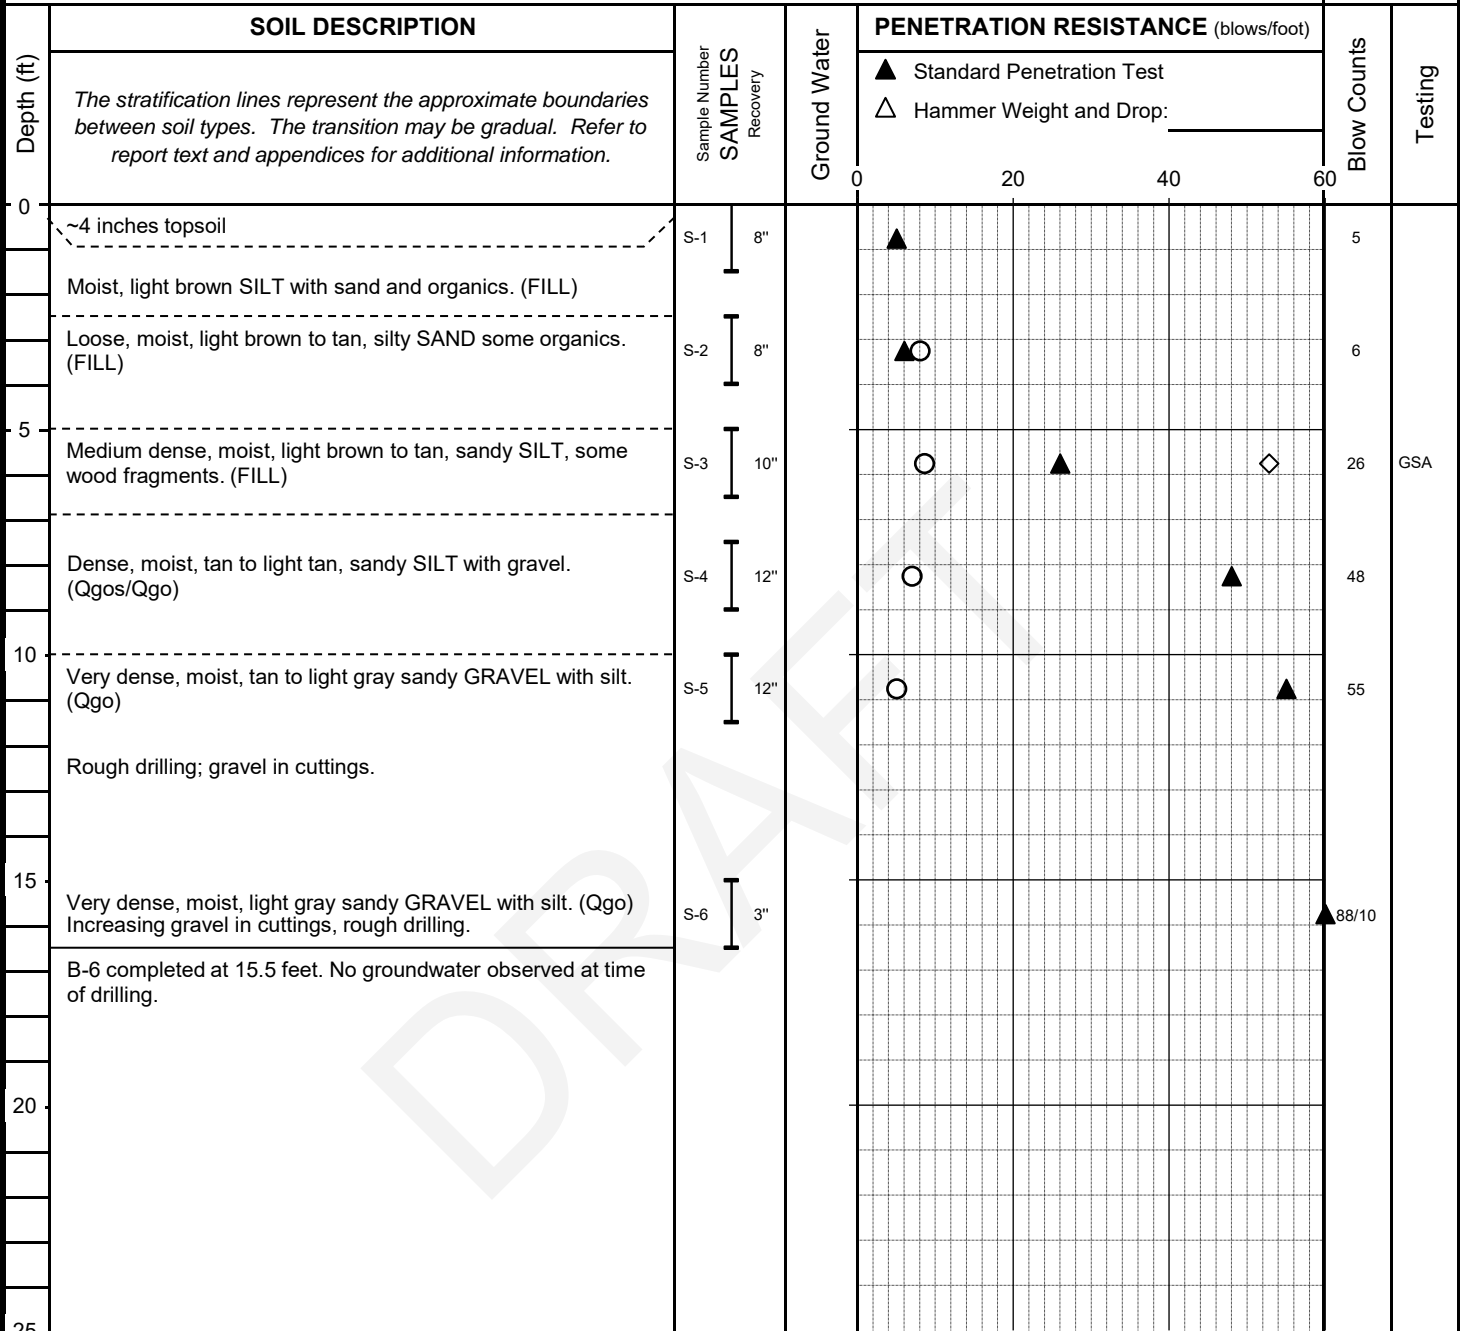 SOIL DESCRIPTION
PENETRATION RESISTANCE (blows/foot)
Depth (ft)
The stratification lines represent the approximate boundaries
between soil types.  The transition may be gradual.  Refer to
report text and appendices for additional information.
Sample Number
SAMPLES
Recovery
Ground Water
Standard Penetration Test
Hammer Weight and Drop:
Blow Counts
Testing
0 20 40 60
0
~4 inches topsoil
S-1 8" 5
Moist, light brown SILT with sand and organics. (FILL)
Loose, moist, light brown to tan, silty SAND some organics.
(FILL)
S-2 8" 6
5
Medium dense, moist, light brown to tan, sandy SILT, some
wood fragments. (FILL)
S-3 10" 26 GSA
Dense, moist, tan to light tan, sandy SILT with gravel.
(Qgos/Qgo)
S-4 12" 48
10
Very dense, moist, tan to light gray sandy GRAVEL with silt.
(Qgo)
S-5 12" 55
Rough drilling; gravel in cuttings.
15
Very dense, moist, light gray sandy GRAVEL with silt. (Qgo)
Increasing gravel in cuttings, rough drilling.
S-6 3" 88/10
B-6 completed at 15.5 feet. No groundwater observed at time
of drilling.
20
25
DRAFT